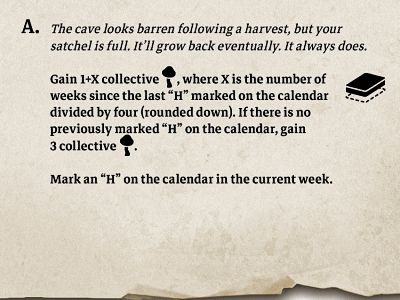 A. The cave looks barren following a harvest, but your
satchel is full. It'll grow back eventually. It always does.
Gain 1+X collective , where X is the number of
weeks since the last “H” marked on the calendar
divided by four (rounded down). If there is no
previously marked “H” on the calendar, gain
3 collective .
Mark an “H” on the calendar in the current week.